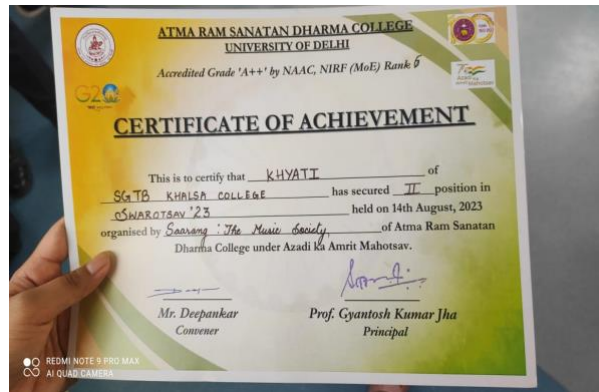 ATMA RAM SANATAN DHARMA COLLEGE
UNIVERSITY OF DELHI
Accredited Grade 'A++' by NAAC, NIRF (MoE) Rank 6
G20
CERTIFICATE OF ACHIEVEMENT
This is to certify that KHYATI of
SGTB KHALSA COLLEGE has secured II position in
SWAROTSAV '23 held on 14th August, 2023
organised by Saarang : The Music Society, of Atma Ram Sanatan
Dharma College under Azadi ka Amrit Mahotsav.
Mr. Deepankar
Convener
Prof. Gyantosh Kumar Jha
Principal
REDMI NOTE 9 PRO MAX
AI QUAD CAMERA